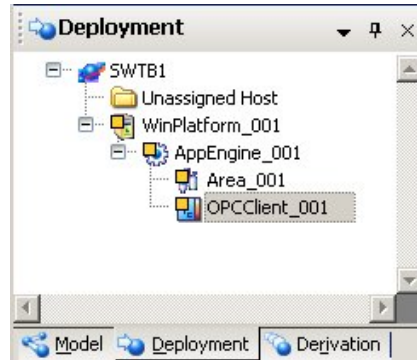 Deployment
SWTB1
Unassigned Host
WinPlatform_001
AppEngine_001
Area_001
OPCClient_001
Model Deployment Derivation